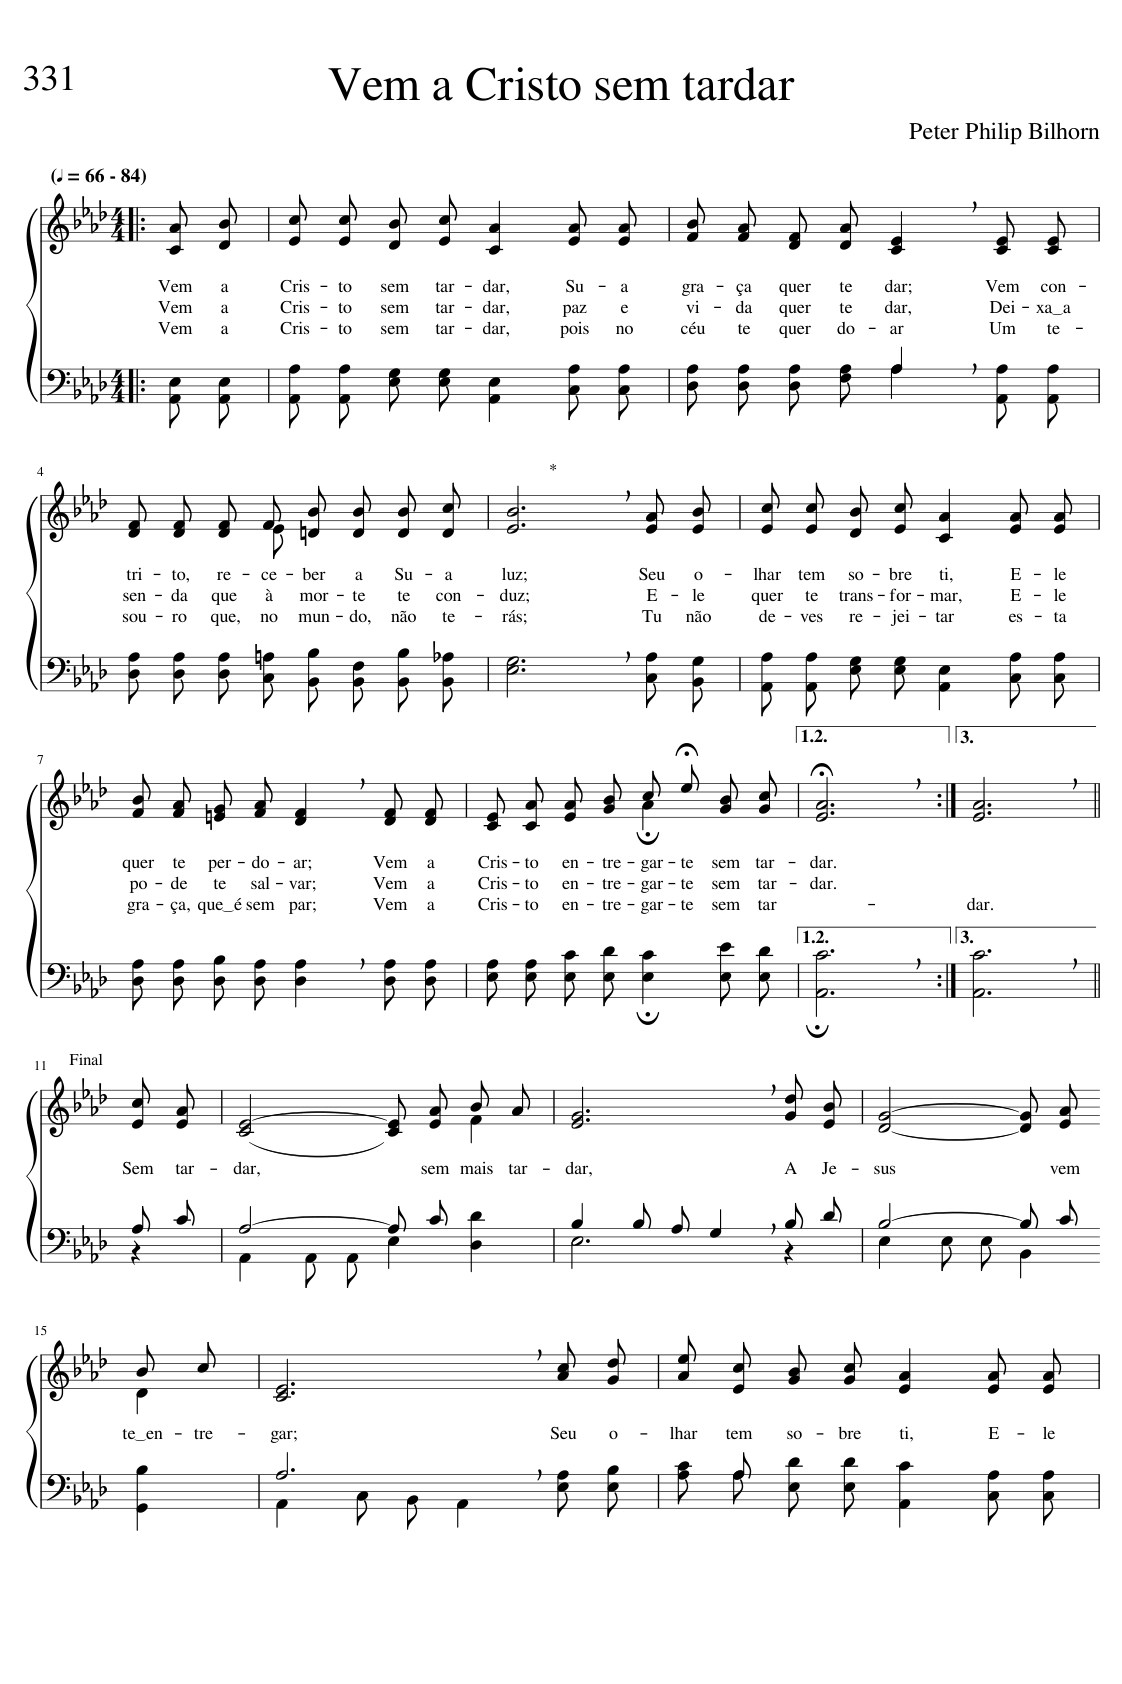 331
Vem a Cristo sem tardar
Peter Philip Bilhorn
(♩ = 66 - 84)
Vem a Cris - to sem tar - dar, Su - a gra - ça quer te dar; Vem con -
Vem a Cris - to sem tar - dar, paz e vi - da quer te dar, Dei - xa_a
Vem a Cris - to sem tar - dar, pois no céu te quer do - ar Um te -
4 *
tri - to, re - ce - ber a Su - a luz; Seu o - lhar tem so - bre ti, E - le
sen - da que à mor - te te con - duz; E - le quer te trans - for - mar, E - le
sou - ro que, no mun - do, não te - rás; Tu não de - ves re - jei - tar es - ta
7 1.2. 3.
quer te per - do - ar; Vem a Cris - to en - tre - gar - te sem tar - dar.
po - de te sal - var; Vem a Cris - to en - tre - gar - te sem tar - dar.
gra - ça, que_é sem par; Vem a Cris - to en - tre - gar - te sem tar - dar.
1.2. 3.
11 Final
Sem tar - dar, sem mais tar - dar, A Je - sus vem
15
te_en - tre - gar; Seu o - lhar tem so - bre ti, E - le